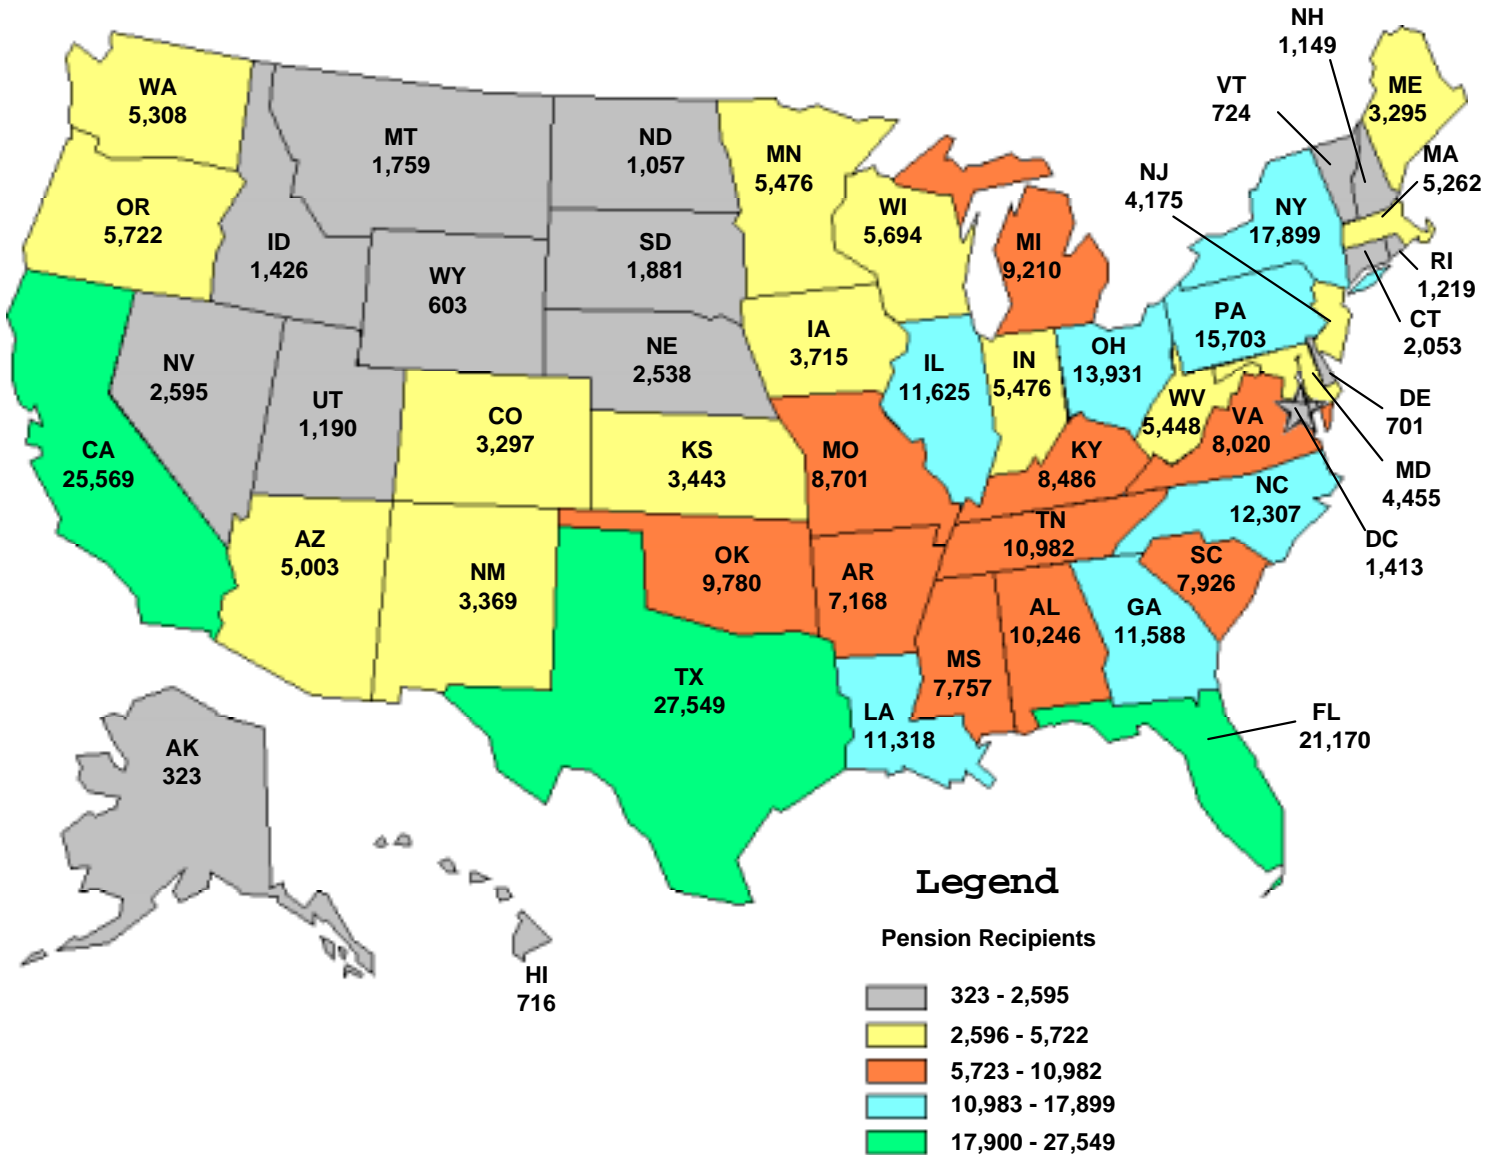 NH
1,149
VT
724
WA
5,308
ME
3,295
MT
1,759
ND
1,057
MN
5,476
MA
5,262
NJ
4,175
OR
5,722
WI
5,694
NY
17,899
ID
1,426
SD
1,881
MI
9,210
RI
1,219
WY
603
PA
15,703
CT
2,053
IA
3,715
NE
2,538
OH
13,931
NV
2,595
IL
11,625
IN
5,476
UT
1,190
CO
3,297
WV
5,448
VA
8,020
DE
701
CA
25,569
KS
3,443
MO
8,701
KY
8,486
MD
4,455
NC
12,307
TN
10,982
DC
1,413
AZ
5,003
OK
9,780
SC
7,926
NM
3,369
AR
7,168
AL
10,246
GA
11,588
MS
7,757
TX
27,549
LA
11,318
FL
21,170
AK
323
HI
716
Legend
Pension Recipients
323 - 2,595
2,596 - 5,722
5,723 - 10,982
10,983 - 17,899
17,900 - 27,549